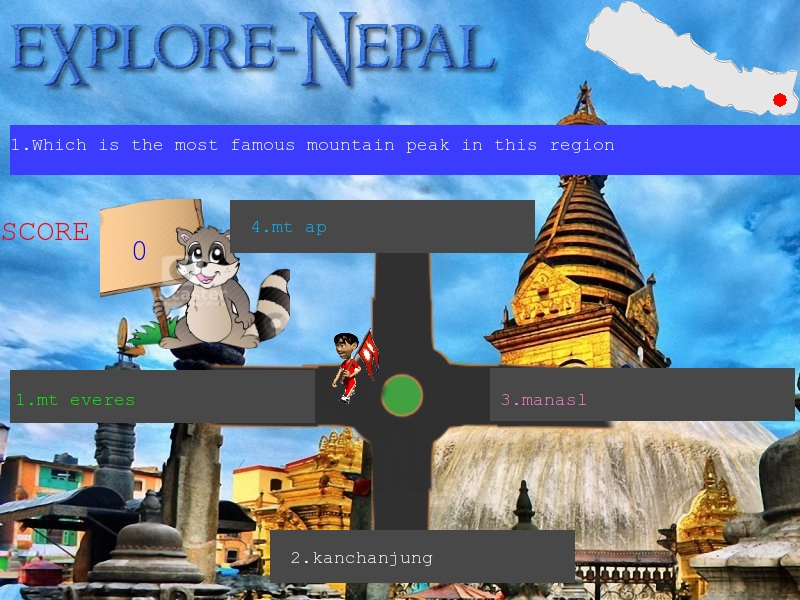 EXPLORE-NEPAL
1.Which is the most famous mountain peak in this region
SCORE
0
4.mt ap
1.mt everes
3.manasl
2.kanchanjung